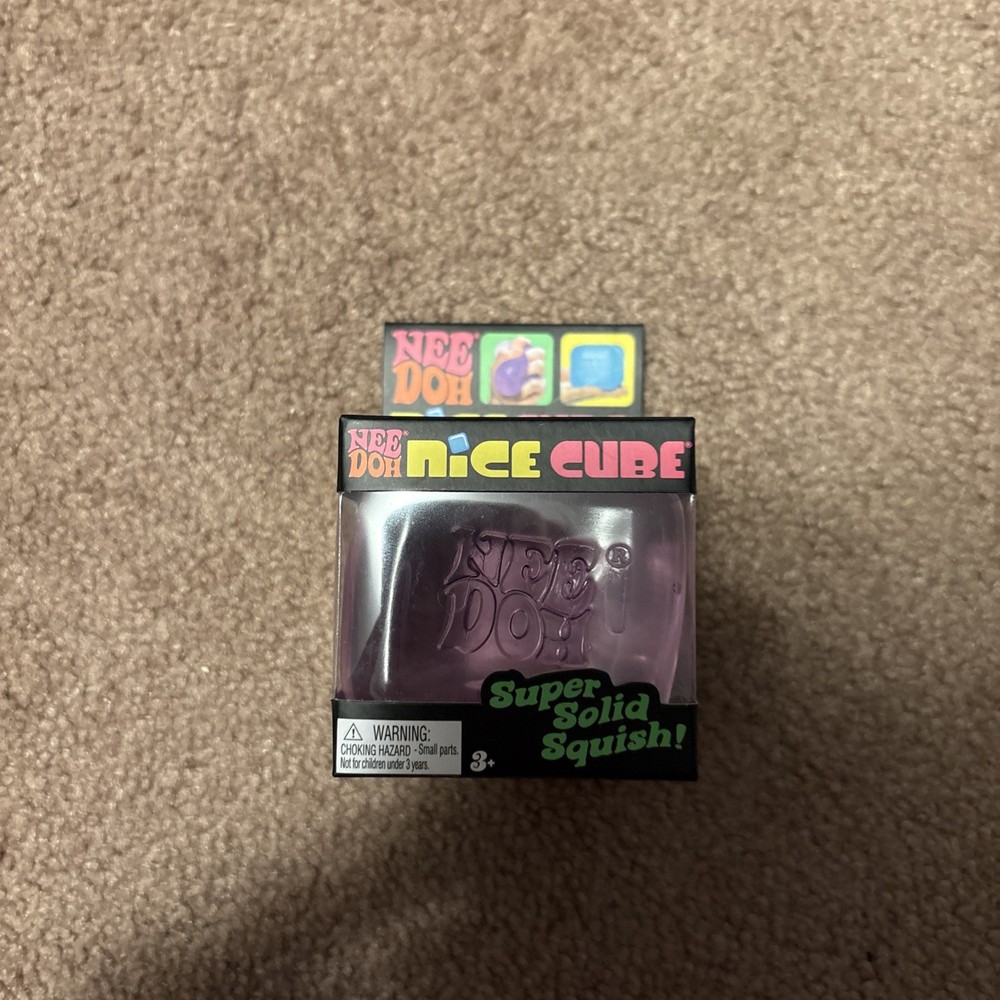 NEE
DOH
NEE
DOH NICE CUBE
NEE®
DOH
Super
Solid
Squish!
WARNING:
CHOKING HAZARD - Small parts.
Not for children under 3 years.
3+